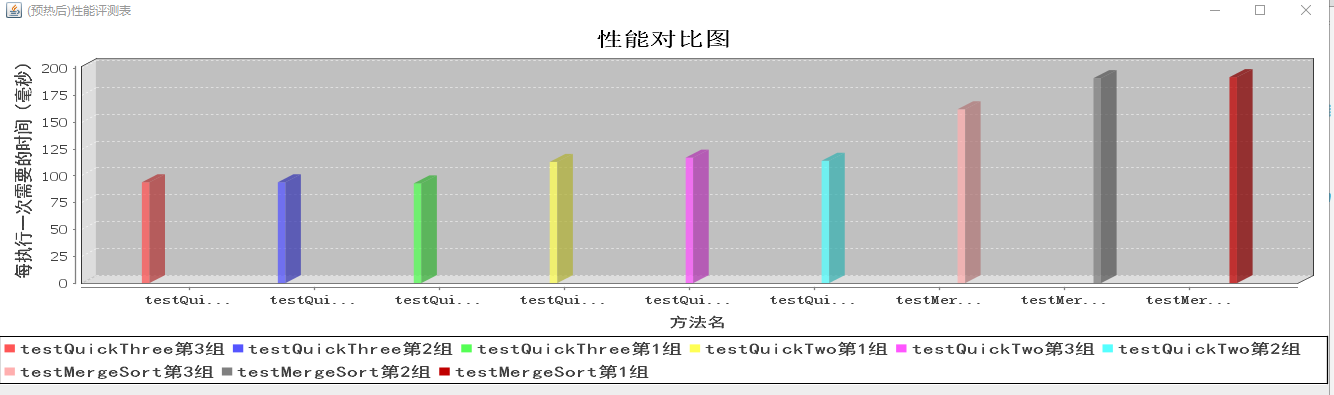 (预热后)性能评测表
性能对比图
每执行一次需要的时间（毫秒）
200
175
150
125
100
75
50
25
0
testQui... testQui... testQui... testQui... testQui... testQui... testMer... testMer... testMer...
方法名
testQuickThree第3组 testQuickThree第2组 testQuickThree第1组 testQuickTwo第1组 testQuickTwo第3组 testQuickTwo第2组
testMergeSort第3组 testMergeSort第2组 testMergeSort第1组